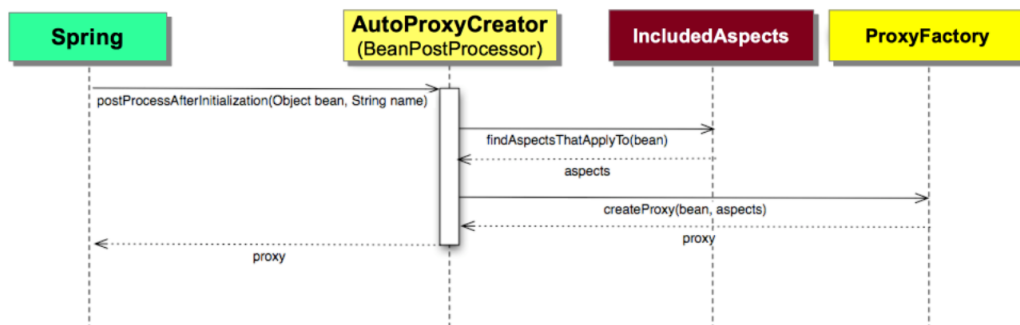 Spring
AutoProxyCreator
(BeanPostProcessor)
IncludedAspects
ProxyFactory
postProcessAfterInitialization(Object bean, String name)
findAspectsThatApplyTo(bean)
aspects
createProxy(bean, aspects)
proxy
proxy